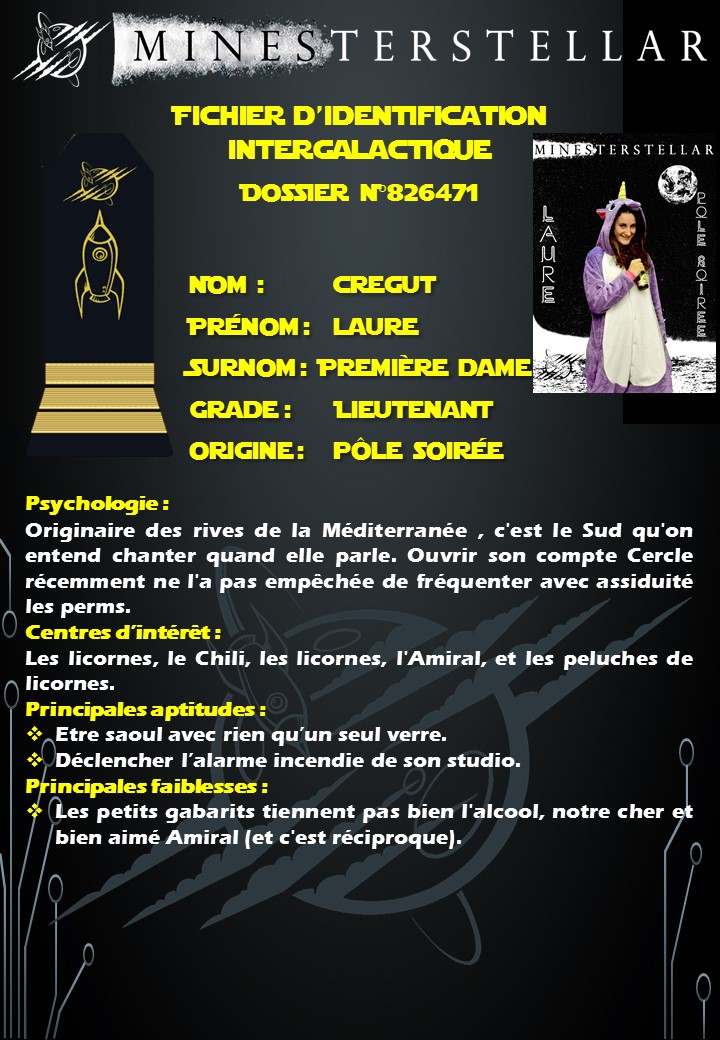 MINESTERSTELLAR
FICHIER D'IDENTIFICATION
INTERGALACTIQUE
DOSSIER N°826471
MINESTERSTELLAR
LAURE
POLE SOIREE
NOM : CREGUT
PRÉNOM : LAURE
SURNOM : PREMIÈRE DAME
GRADE : LIEUTENANT
ORIGINE : PÔLE SOIRÉE
Psychologie :
Originaire des rives de la Méditerranée , c'est le Sud qu'on
entend chanter quand elle parle. Ouvrir son compte Cercle
récemment ne l'a pas empêchée de fréquenter avec assiduité
les perms.
Centres d'intérêt :
Les licornes, le Chili, les licornes, l'Amiral, et les peluches de
licornes.
Principales aptitudes :
❖ Etre saoul avec rien qu'un seul verre.
❖ Déclencher l'alarme incendie de son studio.
Principales faiblesses :
❖ Les petits gabarits tiennent pas bien l'alcool, notre cher et
bien aimé Amiral (et c'est réciproque).